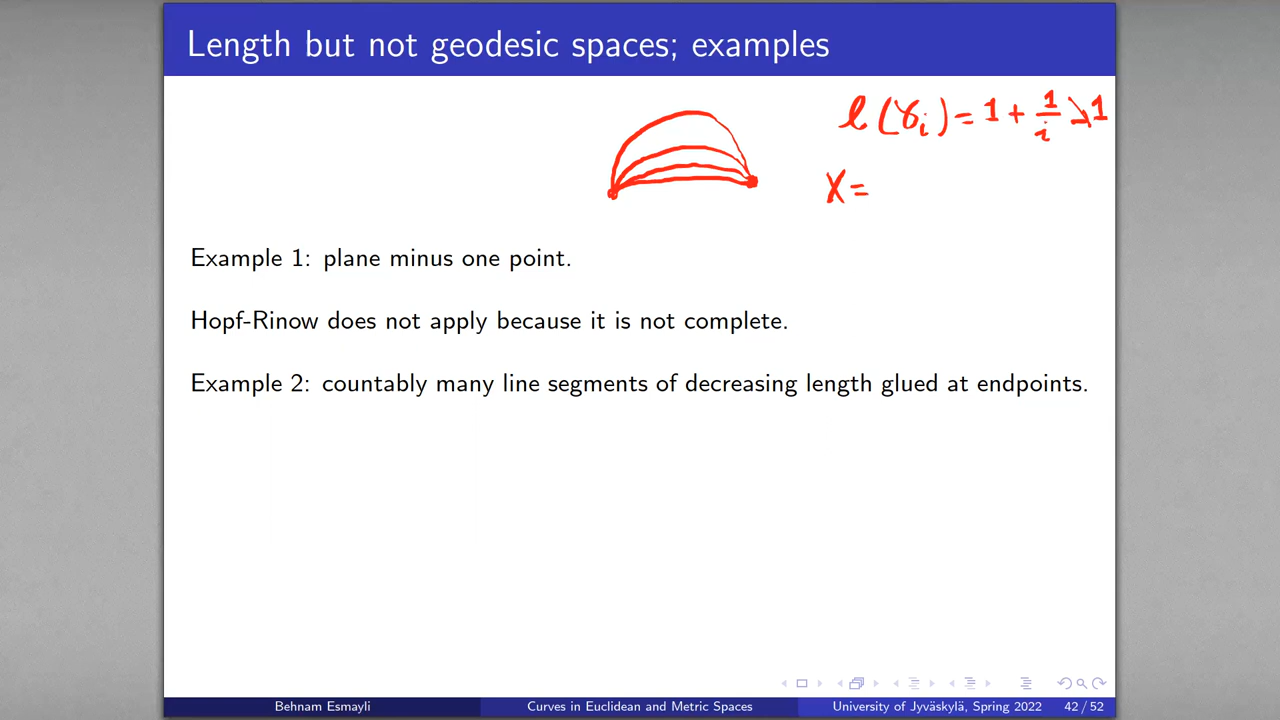 Length but not geodesic spaces; examples
l(γᵢ) = 1 + 1/i ↘ 1
X =
Example 1: plane minus one point.
Hopf-Rinow does not apply because it is not complete.
Example 2: countably many line segments of decreasing length glued at endpoints.
Behnam Esmayli Curves in Euclidean and Metric Spaces University of Jyväskylä, Spring 2022 42 / 52